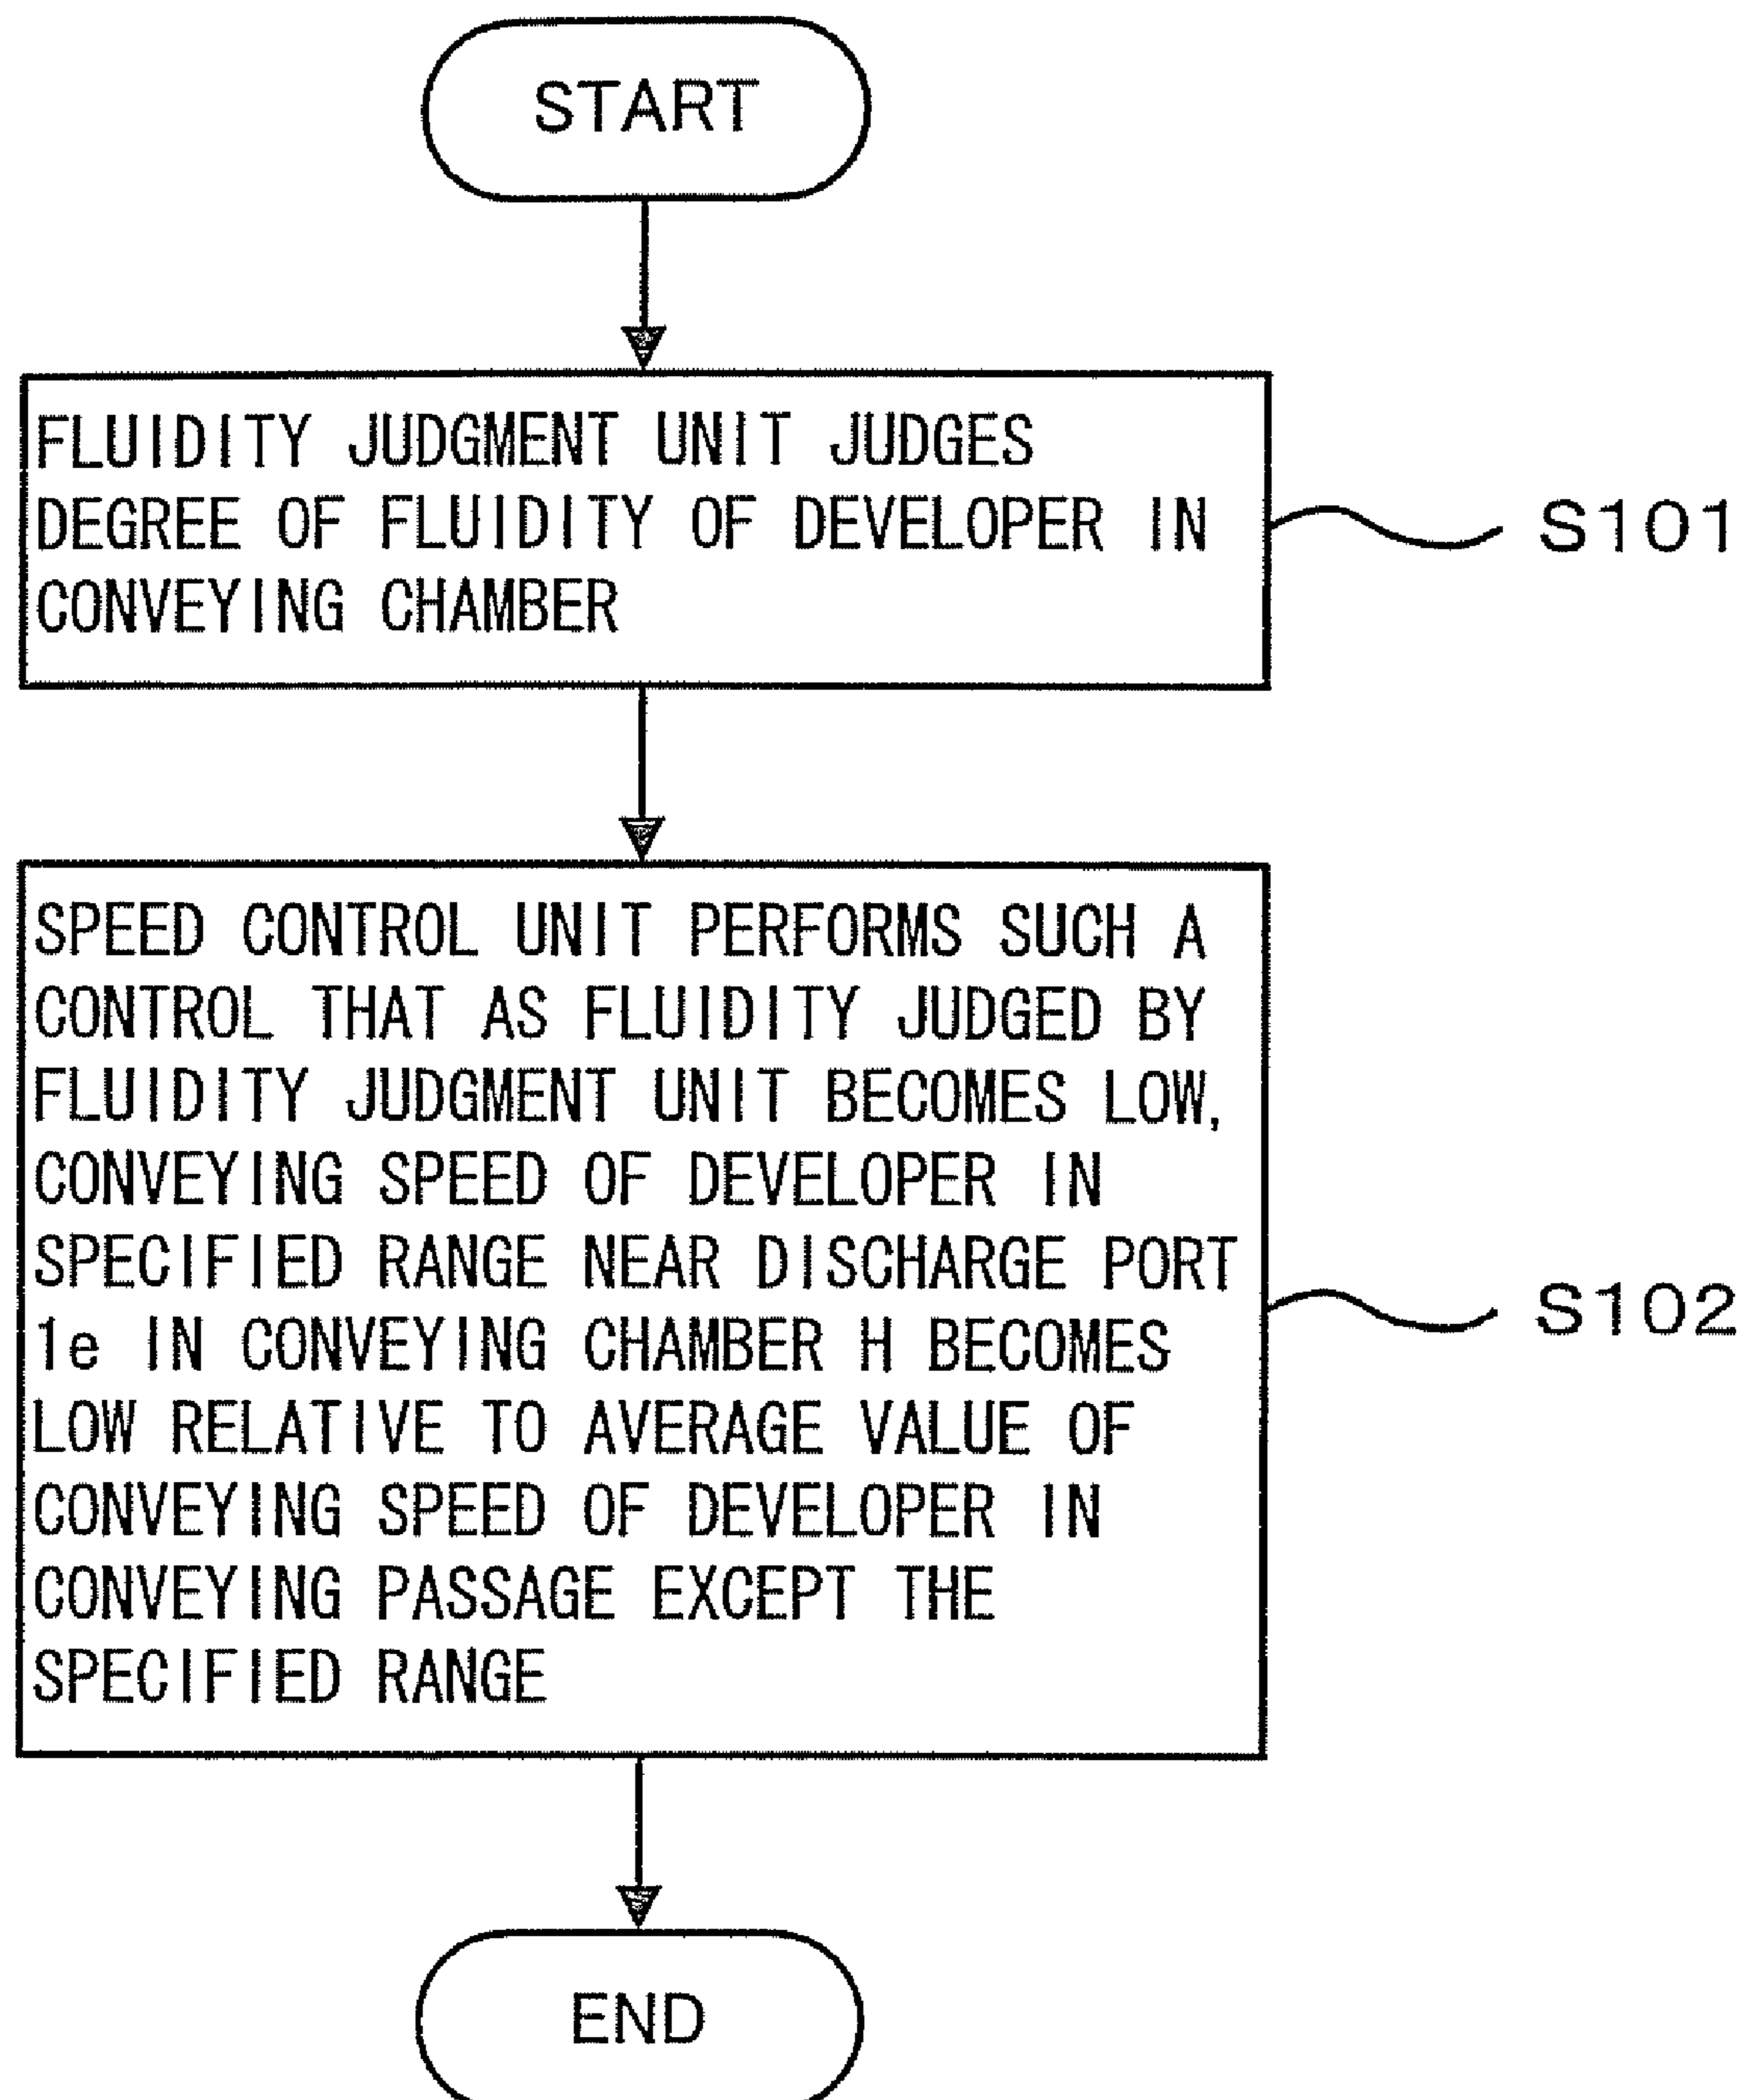 START
FLUIDITY JUDGMENT UNIT JUDGES
DEGREE OF FLUIDITY OF DEVELOPER IN
CONVEYING CHAMBER
S101
SPEED CONTROL UNIT PERFORMS SUCH A
CONTROL THAT AS FLUIDITY JUDGED BY
FLUIDITY JUDGMENT UNIT BECOMES LOW,
CONVEYING SPEED OF DEVELOPER IN
SPECIFIED RANGE NEAR DISCHARGE PORT
1e IN CONVEYING CHAMBER H BECOMES
LOW RELATIVE TO AVERAGE VALUE OF
CONVEYING SPEED OF DEVELOPER IN
CONVEYING PASSAGE EXCEPT THE
SPECIFIED RANGE
S102
END